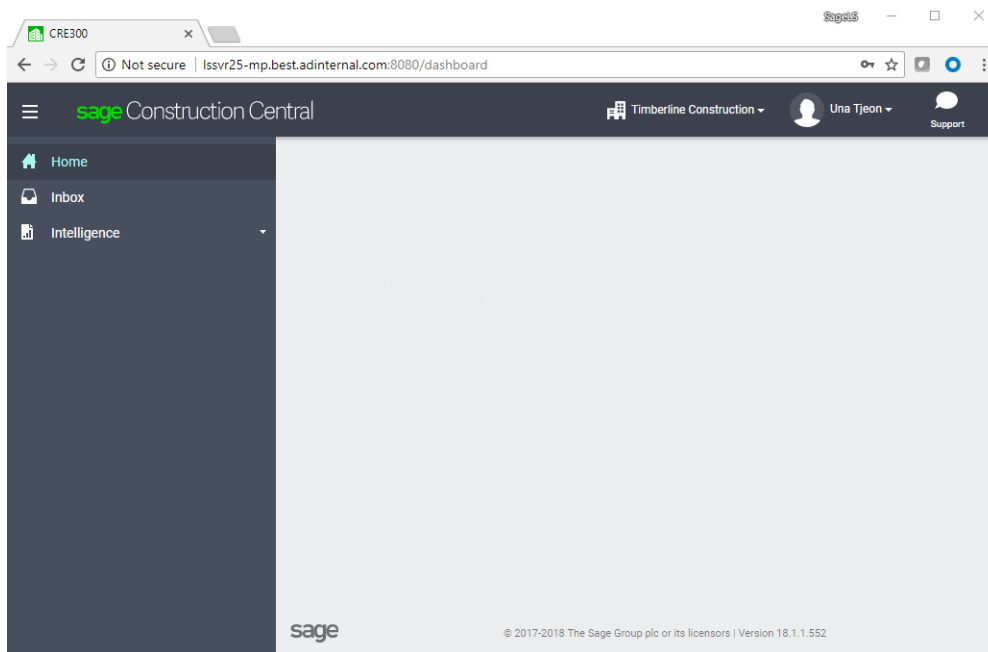 SageLS
CRE300
Not secure | lssvr25-mp.best.adinternal.com:8080/dashboard
sage Construction Central
Timberline Construction
Una Tjeon
Support
Home
Inbox
Intelligence
sage
© 2017-2018 The Sage Group plc or its licensors | Version 18.1.1.552